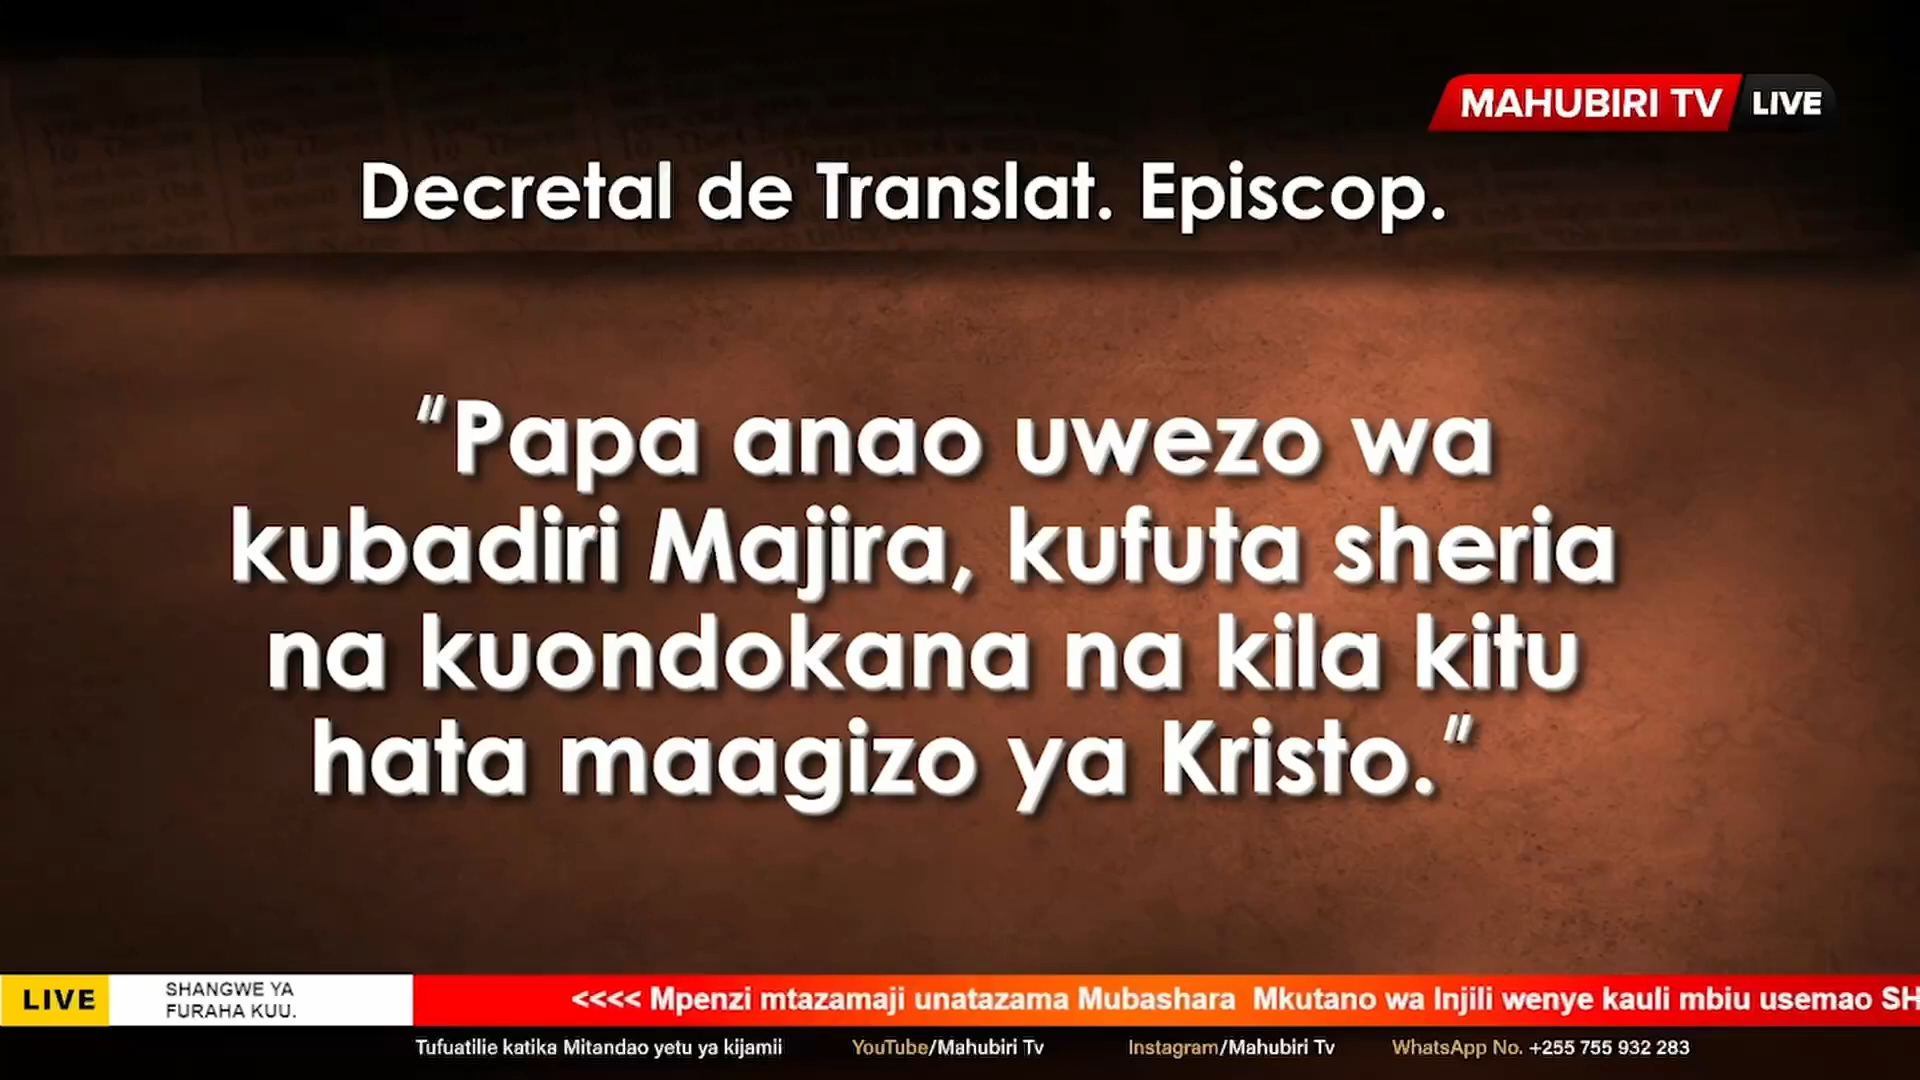 MAHUBIRI TV LIVE
Decretal de Translat. Episcop.
"Papa anao uwezo wa
kubadiri Majira, kufuta sheria
na kuondokana na kila kitu
hata maagizo ya Kristo."
LIVE
SHANGWE YA
FURAHA KUU.
<<<< Mpenzi mtazamaji unatazama Mubashara Mkutano wa Injili wenye kauli mbiu usemao SH
Tufuatilie katika Mitandao yetu ya kijamii YouTube/Mahubiri Tv Instagram/Mahubiri Tv WhatsApp No. +255 755 932 283